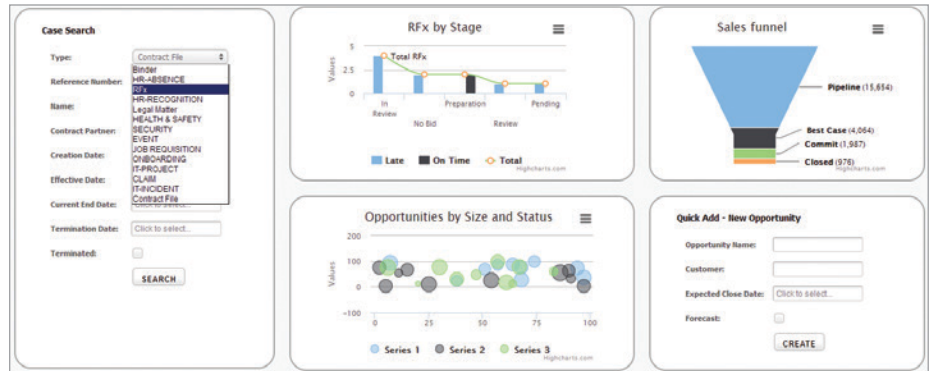 Case Search
Type:
Contract File
Binder
HR-ABSENCE
RFx
HR-RECOGNITION
Legal Matter
HEALTH & SAFETY
SECURITY
EVENT
JOB REQUISITION
ONBOARDING
IT-PROJECT
CLAIM
IT-INCIDENT
Contract File
Reference Number:
Name:
Contract Partner:
Creation Date:
Effective Date:
Current End Date:
Click to select...
Termination Date:
Click to select...
Terminated:
SEARCH
RFx by Stage
Values
5
2.5
0
Total RFx
In Review
No Bid
Preparation
Review
Pending
Late On Time Total
Highcharts.com
Sales funnel
Pipeline (15,654)
Best Case (4,064)
Commit (1,987)
Closed (976)
Highcharts.com
Opportunities by Size and Status
Values
200
100
0
-100
0 25 50 75 100
Series 1 Series 2 Series 3
Highcharts.com
Quick Add - New Opportunity
Opportunity Name:
Customer:
Expected Close Date:
Click to select...
Forecast:
CREATE